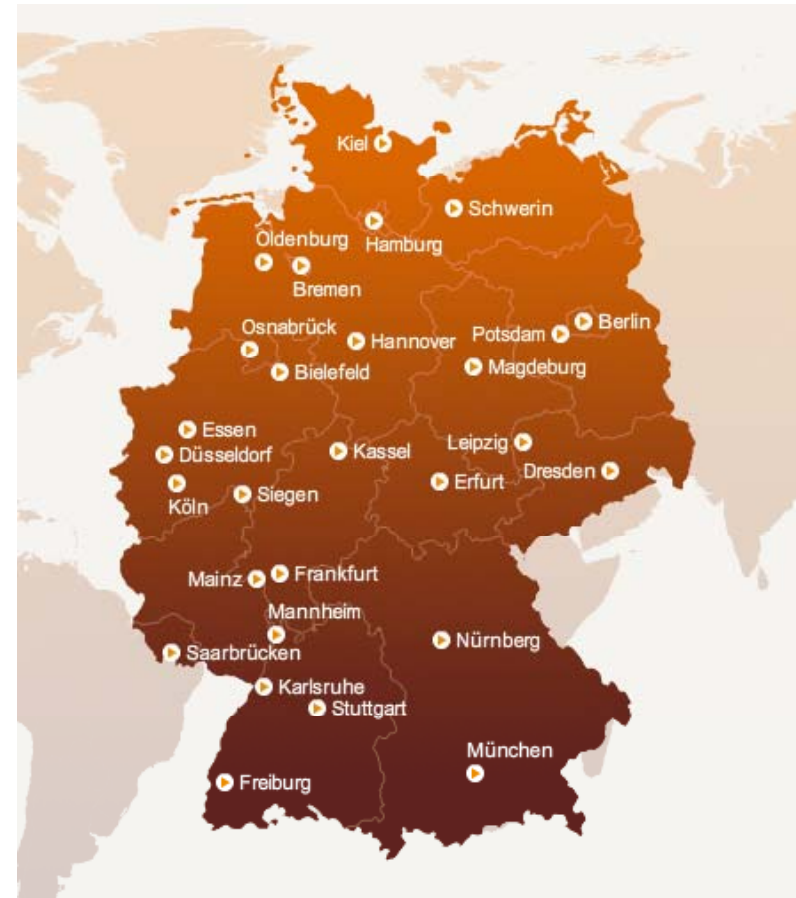 Kiel
Schwerin
Hamburg
Oldenburg
Bremen
Berlin
Potsdam
Osnabrück
Hannover
Magdeburg
Bielefeld
Essen
Leipzig
Kassel
Düsseldorf
Dresden
Erfurt
Siegen
Köln
Frankfurt
Mainz
Mannheim
Nürnberg
Saarbrücken
Karlsruhe
Stuttgart
München
Freiburg